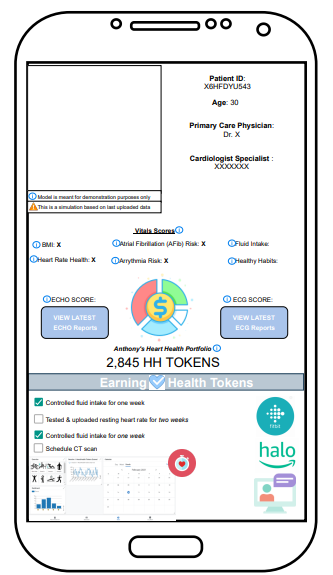 Patient ID:
X6HFDYU543
Age: 30
Primary Care Physician:
Dr. X
Cardiologist Specialist :
XXXXXXX
Model is meant for demonstration purposes only
This is a simulation based on last uploaded data
Vitals Scores
BMI: X
Atrial Fibrillation (AFib) Risk: X
Fluid Intake:
Heart Rate Health: X
Arrythmia Risk: X
Healthy Habits:
ECHO SCORE:
ECG SCORE:
VIEW LATEST
ECHO Reports
VIEW LATEST
ECG Reports
Anthony's Heart Health Portfolio
2,845 HH TOKENS
Earning Health Tokens
Controlled fluid intake for one week
Tested & uploaded resting heart rate for two weeks
Controlled fluid intake for one week
Schedule CT scan
fitbit
halo